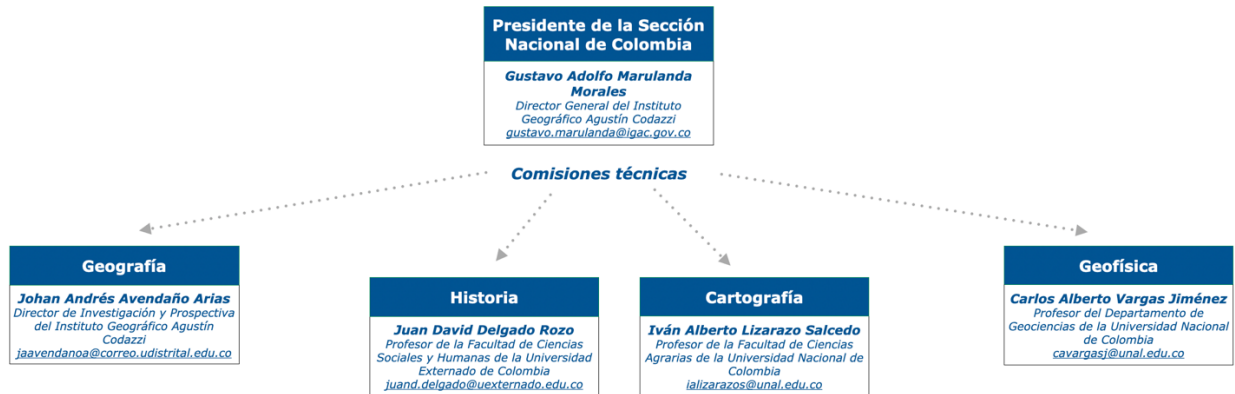 Presidente de la Sección
Nacional de Colombia
Gustavo Adolfo Marulanda
Morales
Director General del Instituto
Geográfico Agustín Codazzi
gustavo.marulanda@igac.gov.co
Comisiones técnicas
Geografía
Johan Andrés Avendaño Arias
Director de Investigación y Prospectiva
del Instituto Geográfico Agustín
Codazzi
jaavendanoa@correo.udistrital.edu.co
Historia
Juan David Delgado Rozo
Profesor de la Facultad de Ciencias
Sociales y Humanas de la Universidad
Externado de Colombia
juand.delgado@uexternado.edu.co
Cartografía
Iván Alberto Lizarazo Salcedo
Profesor de la Facultad de Ciencias
Agrarias de la Universidad Nacional de
Colombia
ializarazos@unal.edu.co
Geofísica
Carlos Alberto Vargas Jiménez
Profesor del Departamento de
Geociencias de la Universidad Nacional
de Colombia
cavargasj@unal.edu.co